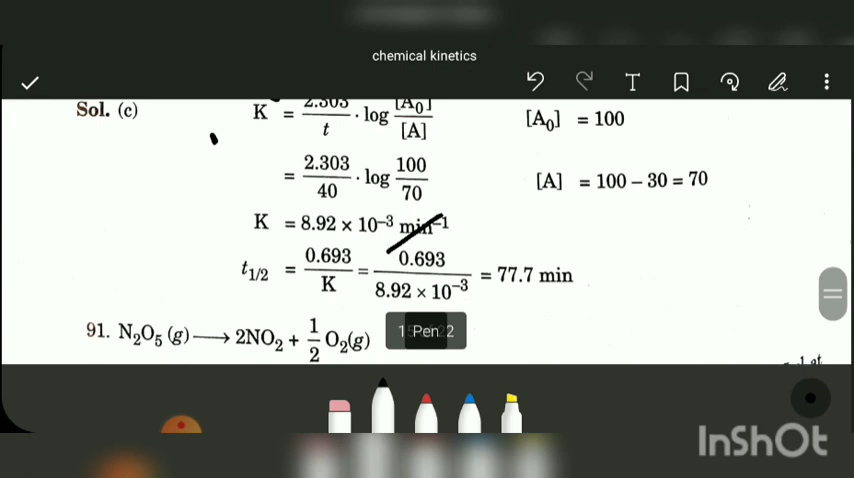 chemical kinetics
T
Sol. (c) K = 2.303/t · log [A₀]/[A] [A₀] = 100
= 2.303/40 · log 100/70 [A] = 100 – 30 = 70
K = 8.92 × 10⁻³ min⁻¹
t₁/₂ = 0.693/K = 0.693/8.92 × 10⁻³ = 77.7 min
91. N₂O₅ (g) ⟶ 2NO₂ + 1/2 O₂(g)
Pen 2
InShOt